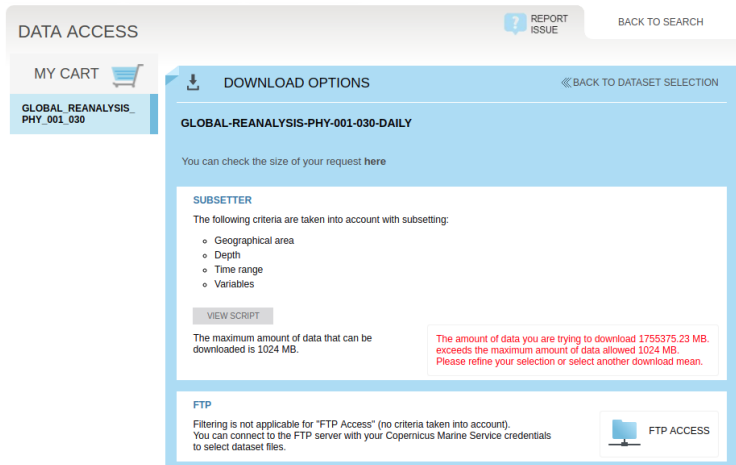 DATA ACCESS
REPORT
ISSUE
BACK TO SEARCH
MY CART
GLOBAL_REANALYSIS_
PHY_001_030
DOWNLOAD OPTIONS
≪BACK TO DATASET SELECTION
GLOBAL-REANALYSIS-PHY-001-030-DAILY
You can check the size of your request here
SUBSETTER
The following criteria are taken into account with subsetting:
Geographical area
Depth
Time range
Variables
VIEW SCRIPT
The maximum amount of data that can be
downloaded is 1024 MB.
The amount of data you are trying to download 1755375.23 MB.
exceeds the maximum amount of data allowed 1024 MB.
Please refine your selection or select another download mean.
FTP
Filtering is not applicable for "FTP Access" (no criteria taken into account).
You can connect to the FTP server with your Copernicus Marine Service credentials
to select dataset files.
FTP ACCESS